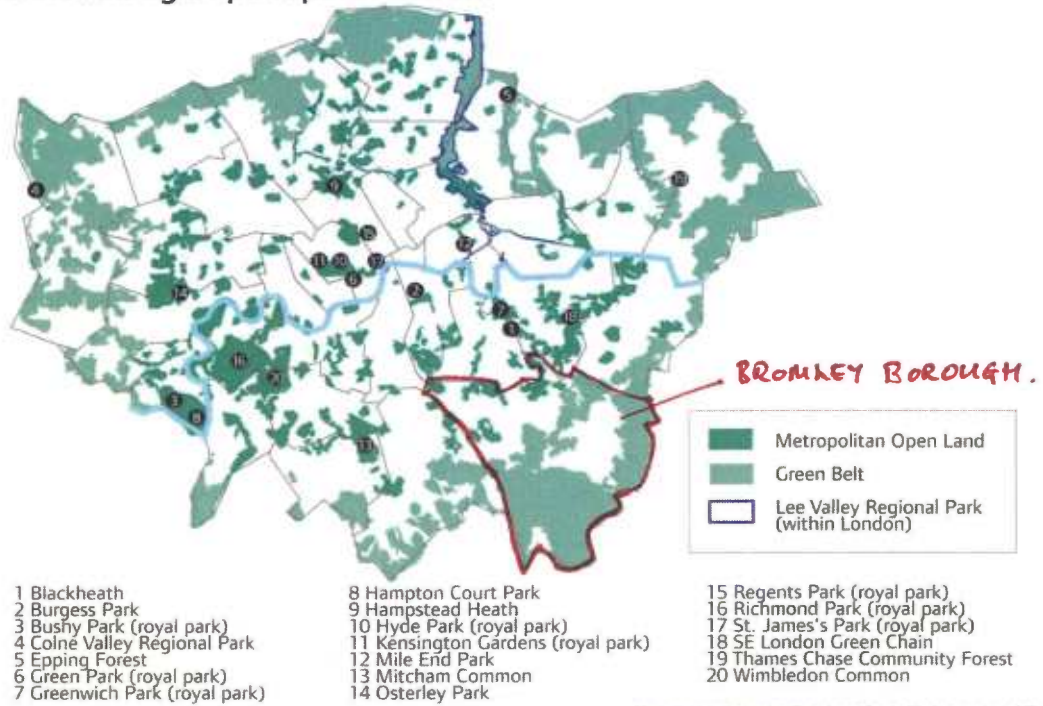 BROMLEY BOROUGH.
Metropolitan Open Land
Green Belt
Lee Valley Regional Park
(within London)
1 Blackheath
2 Burgess Park
3 Bushy Park (royal park)
4 Colne Valley Regional Park
5 Epping Forest
6 Green Park (royal park)
7 Greenwich Park (royal park)
8 Hampton Court Park
9 Hampstead Heath
10 Hyde Park (royal park)
11 Kensington Gardens (royal park)
12 Mile End Park
13 Mitcham Common
14 Osterley Park
15 Regents Park (royal park)
16 Richmond Park (royal park)
17 St. James's Park (royal park)
18 SE London Green Chain
19 Thames Chase Community Forest
20 Wimbledon Common